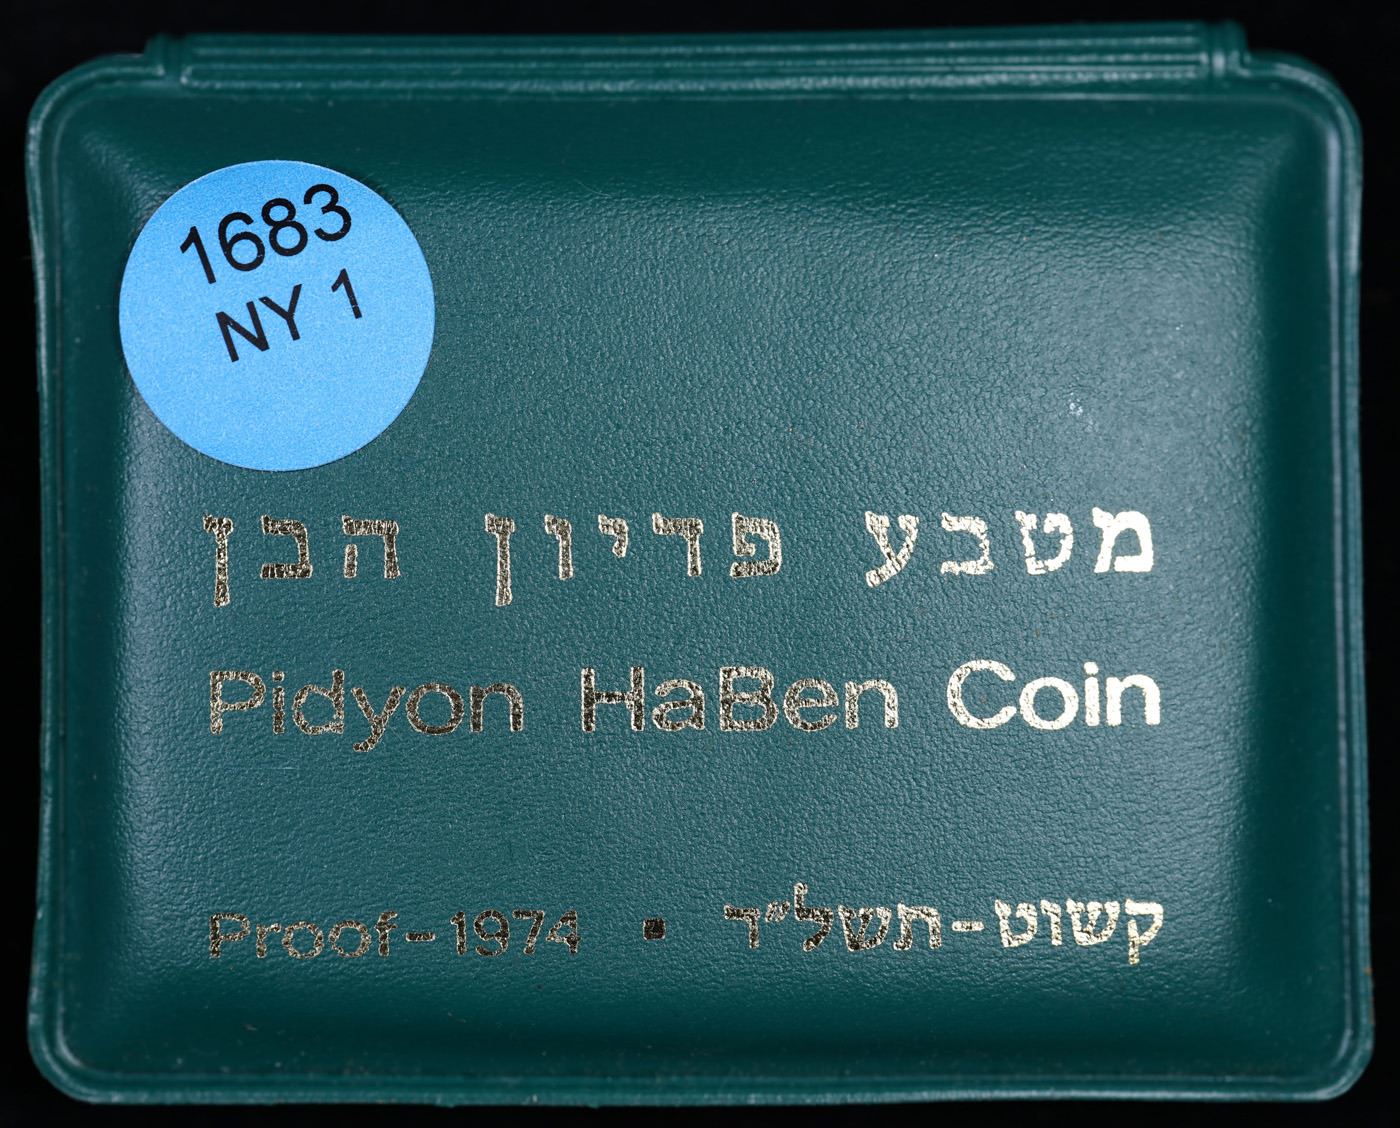 1683
NY 1
מטבע פדיון הבן
Pidyon HaBen Coin
Proof-1974 ▪ קשוט-תשל״ד